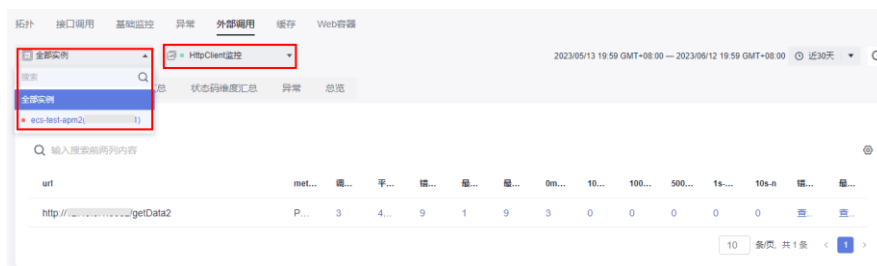 拓扑 接口调用 基础监控 异常 外部调用 缓存 Web容器
全部实例 HttpClient监控 2023/05/13 19:59 GMT+08:00 — 2023/06/12 19:59 GMT+08:00 近30天
搜索
总 状态码维度汇总 异常 总览
全部实例
ecs-test-apm2( 1)
输入搜索前两列内容
url met... 调... 平... 错... 最... 最... 0m... 10... 100... 500... 1s-... 10s-n 错... 最...
http:// /getData2 P... 3 4... 9 1 9 3 0 0 0 0 0 查... 查...
10 条/页, 共1条 < 1 >